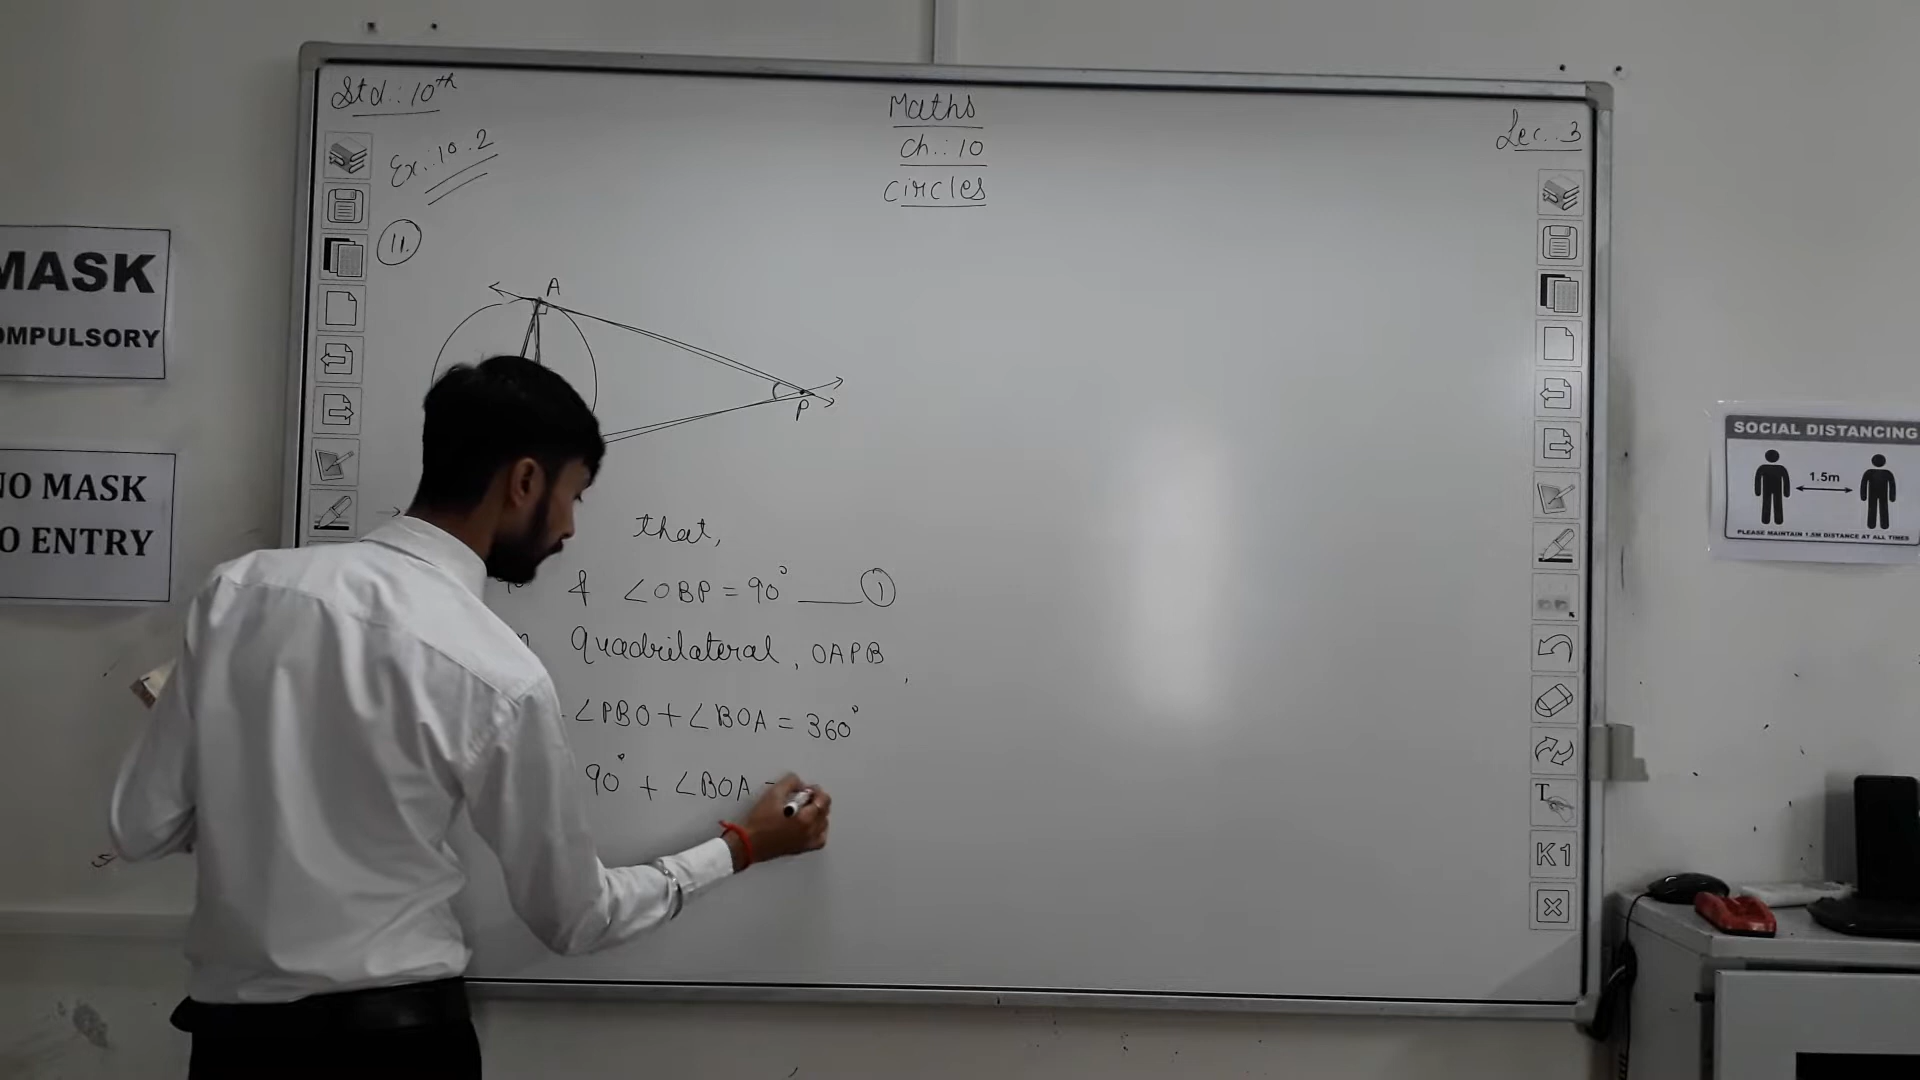 Std.: 10th
Maths
Ch.: 10
Circles
Lec. 3
Ex.: 10.2
11.
A
P
that,
& ∠OBP = 90° ___ ①
Quadrilateral, OAPB,
∠PBO + ∠BOA = 360°
90° + ∠BOA =
MASK
COMPULSORY
NO MASK
NO ENTRY
SOCIAL DISTANCING
1.5m
PLEASE MAINTAIN 1.5M DISTANCE AT ALL TIMES
T
K1